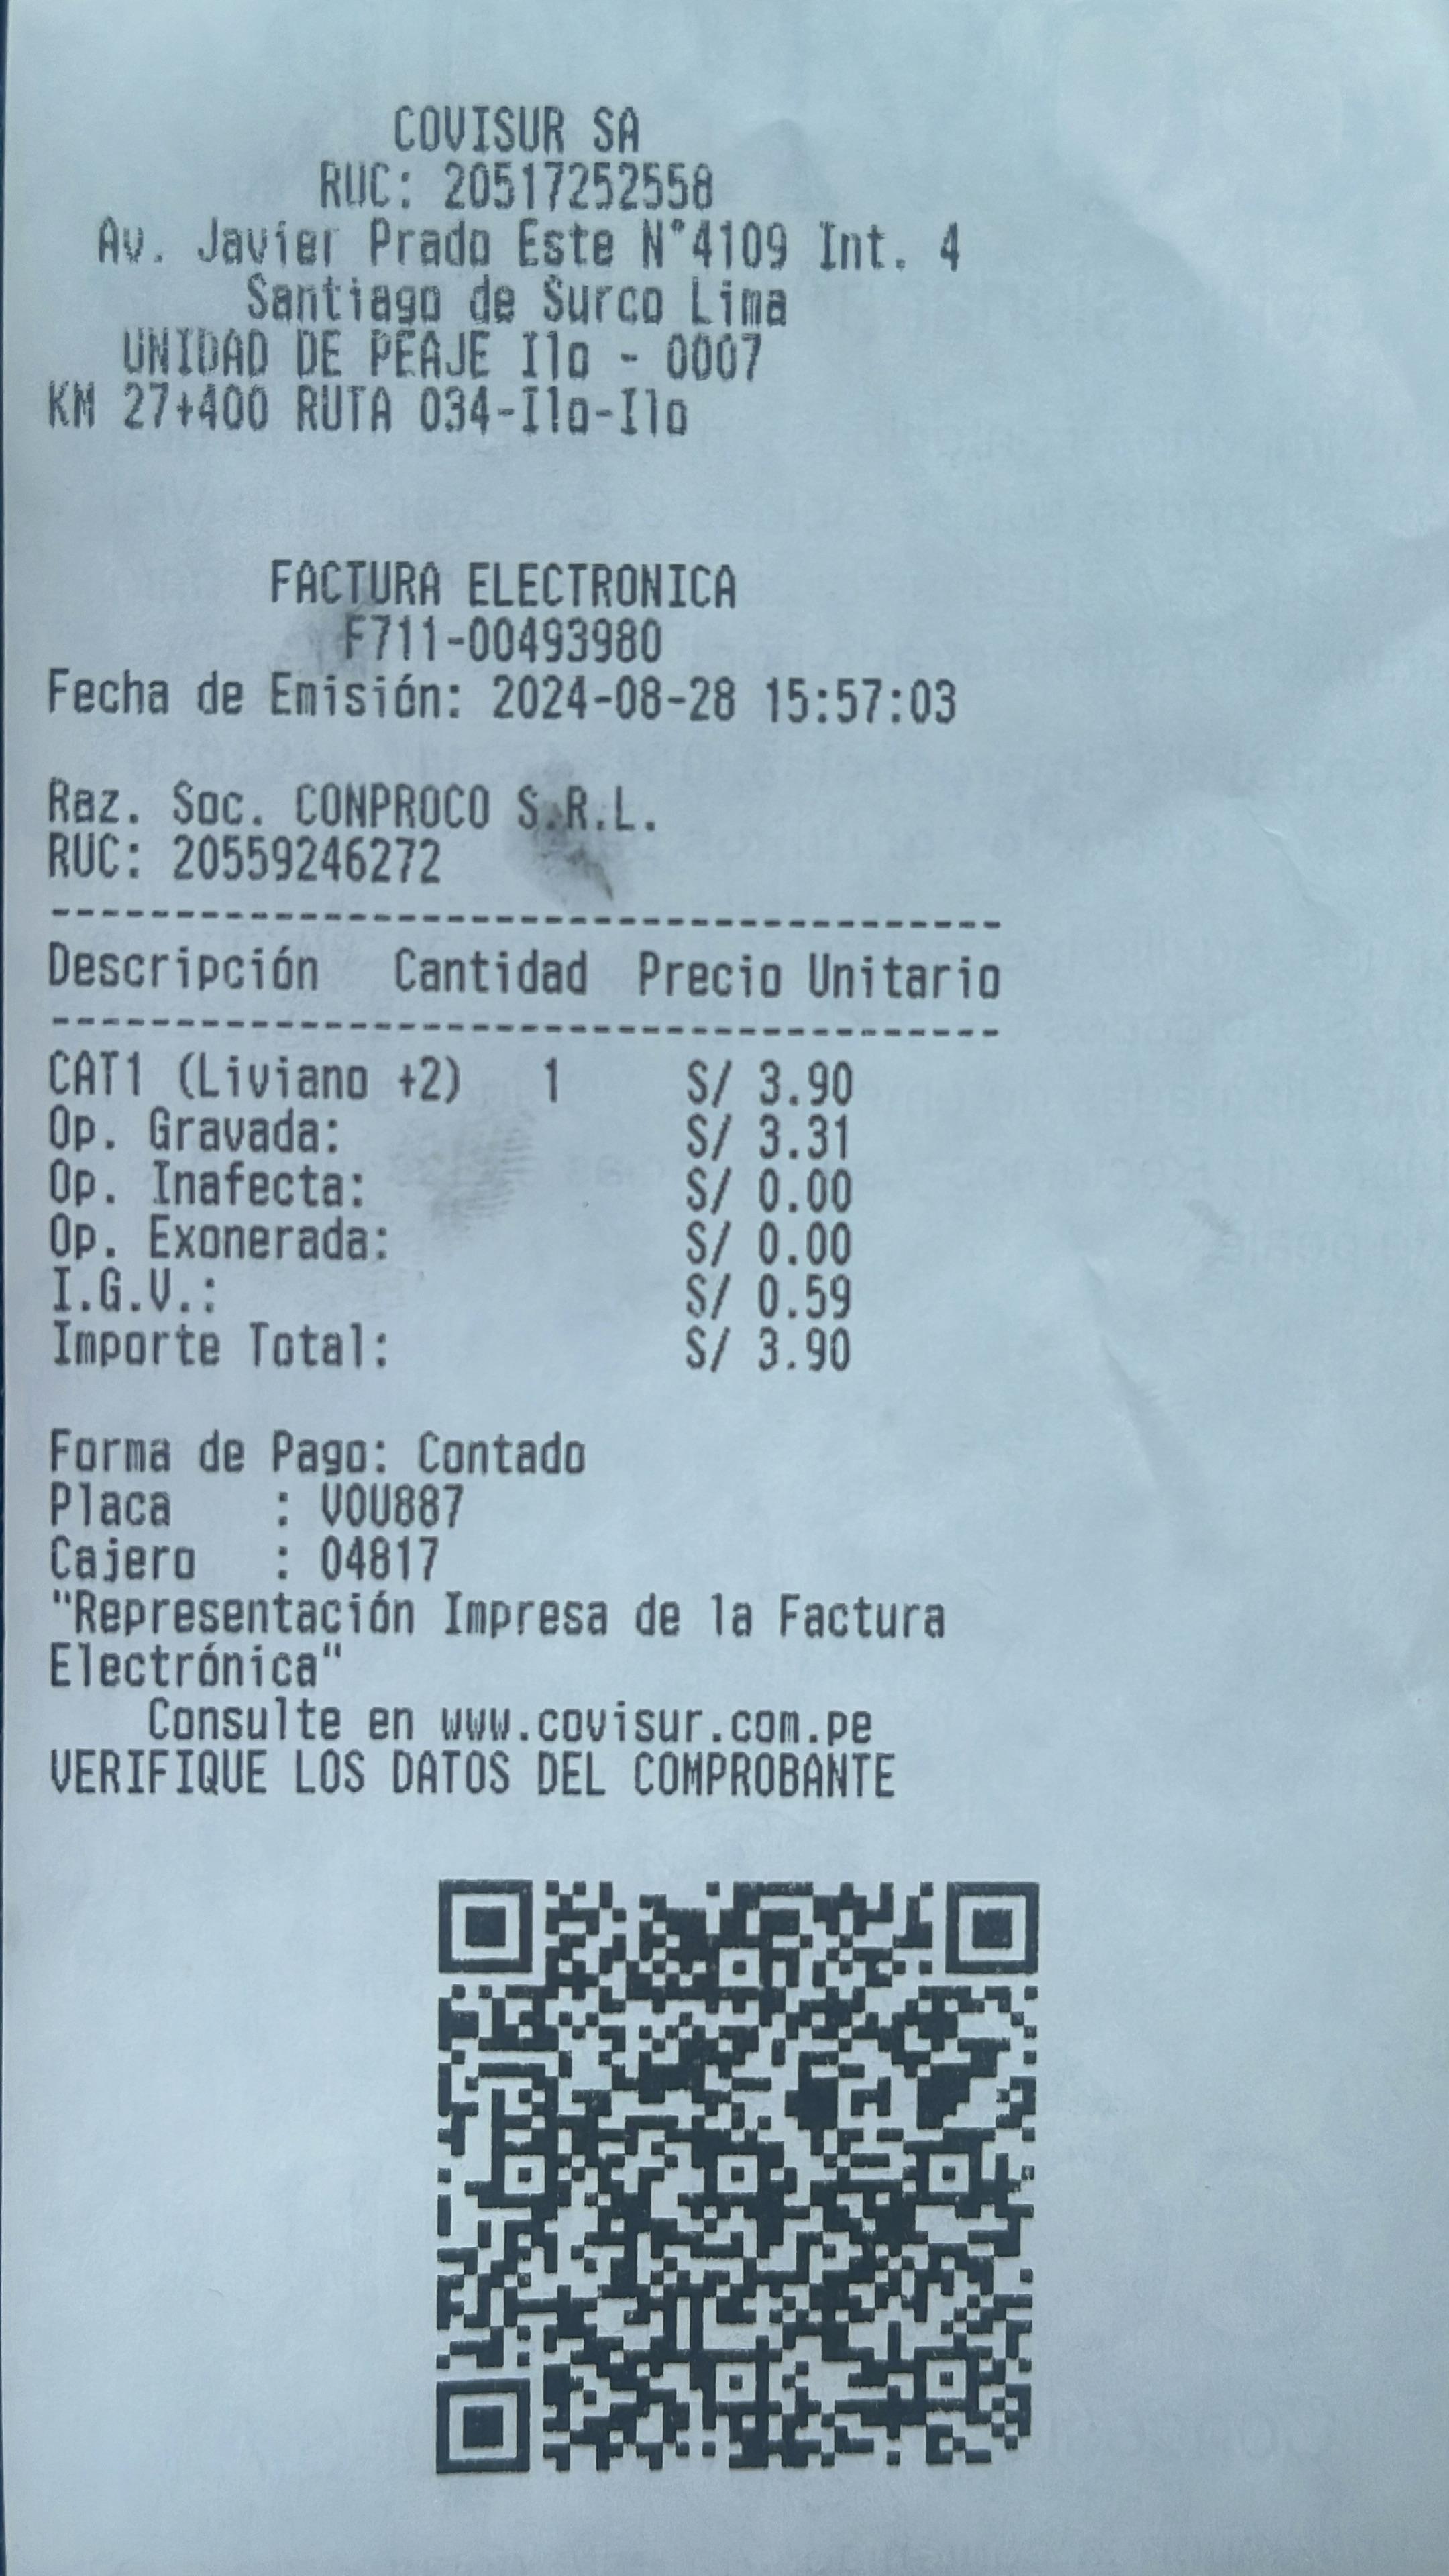 COVISUR SA
RUC: 20517252558
Av. Javier Prado Este N°4109 Int. 4
Santiago de Surco Lima
UNIDAD DE PEAJE Ilo - 0007
KM 27+400 RUTA 034-Ilo-Ilo
FACTURA ELECTRONICA
F711-00493980
Fecha de Emisión: 2024-08-28 15:57:03
Raz. Soc. CONPROCO S.R.L.
RUC: 20559246272
------------------------------------
Descripción Cantidad Precio Unitario
------------------------------------
CAT1 (Liviano +2) 1 S/ 3.90
Op. Gravada: S/ 3.31
Op. Inafecta: S/ 0.00
Op. Exonerada: S/ 0.00
I.G.V.: S/ 0.59
Importe Total: S/ 3.90
Forma de Pago: Contado
Placa : VOU887
Cajero : 04817
"Representación Impresa de la Factura
Electrónica"
Consulte en www.covisur.com.pe
VERIFIQUE LOS DATOS DEL COMPROBANTE